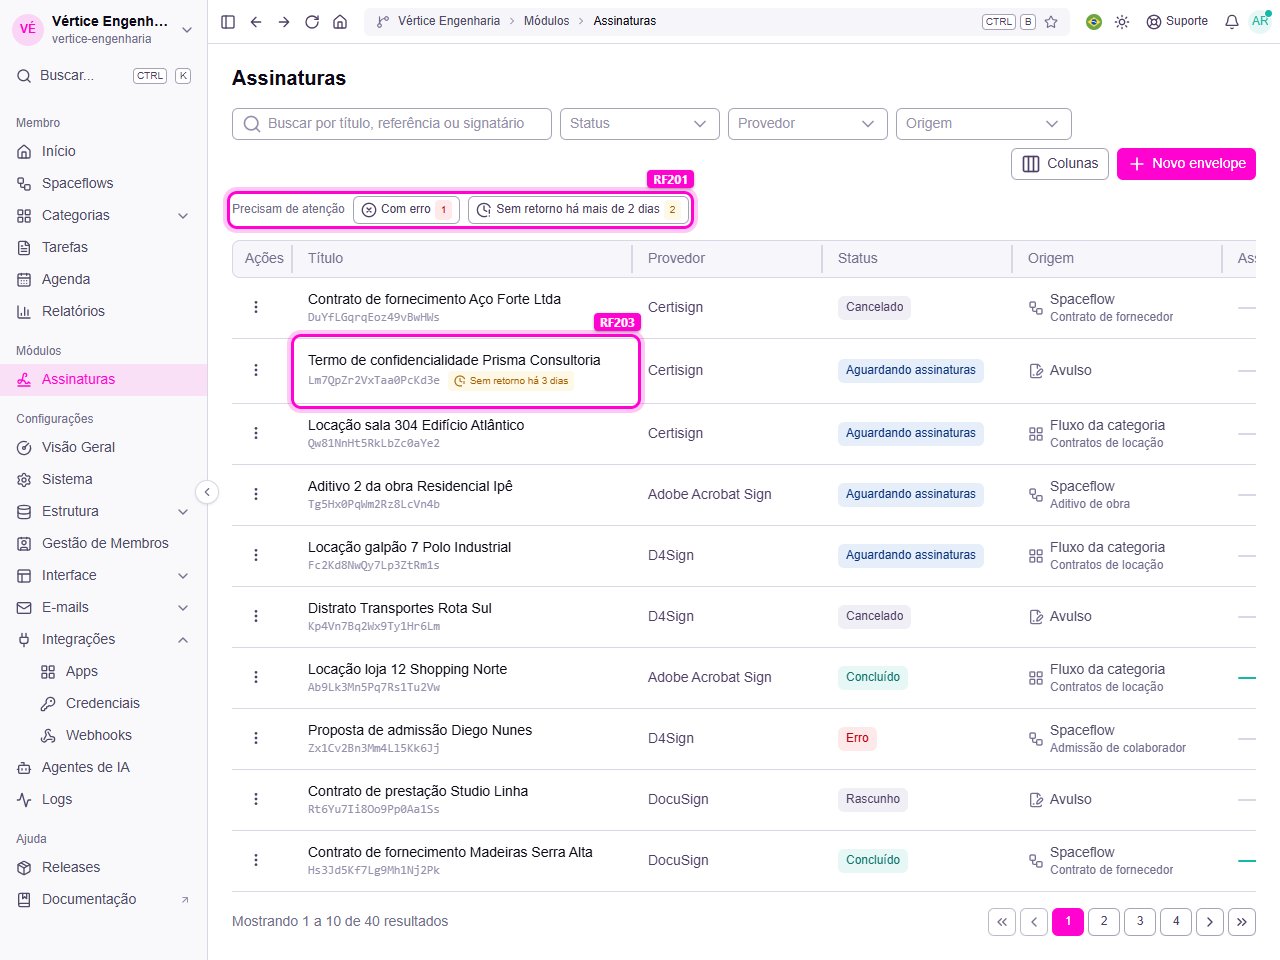 VÉ
Vértice Engenh...
vertice-engenharia
Buscar...
CTRL
K
Membro
Início
Spaceflows
Categorias
Tarefas
Agenda
Relatórios
Módulos
Assinaturas
Configurações
Visão Geral
Sistema
Estrutura
Gestão de Membros
Interface
E-mails
Integrações
Apps
Credenciais
Webhooks
Agentes de IA
Logs
Ajuda
Releases
Documentação
Vértice Engenharia
Módulos
Assinaturas
CTRL
B
Suporte
AR
Assinaturas
Buscar por título, referência ou signatário
Status
Provedor
Origem
Colunas
Novo envelope
RF201
Precisam de atenção
Com erro 1
Sem retorno há mais de 2 dias 2
Ações Título Provedor Status Origem As
Contrato de fornecimento Aço Forte Ltda
DuYfLGqrqEoz49vBwHWs
Certisign
Cancelado
Spaceflow
Contrato de fornecedor
RF203
Termo de confidencialidade Prisma Consultoria
Lm7QpZr2VxTaa0PcKd3e
Sem retorno há 3 dias
Certisign
Aguardando assinaturas
Avulso
Locação sala 304 Edifício Atlântico
Qw81NnHt5RkLbZc0aYe2
Certisign
Aguardando assinaturas
Fluxo da categoria
Contratos de locação
Aditivo 2 da obra Residencial Ipê
Tg5Hx0PqWm2Rz8LcVn4b
Adobe Acrobat Sign
Aguardando assinaturas
Spaceflow
Aditivo de obra
Locação galpão 7 Polo Industrial
Fc2Kd8NwQy7Lp3ZtRm1s
D4Sign
Aguardando assinaturas
Fluxo da categoria
Contratos de locação
Distrato Transportes Rota Sul
Kp4Vn7Bq2Wx9Ty1Hr6Lm
D4Sign
Cancelado
Avulso
Locação loja 12 Shopping Norte
Ab9Lk3Mn5Pq7Rs1Tu2Vw
Adobe Acrobat Sign
Concluído
Fluxo da categoria
Contratos de locação
Proposta de admissão Diego Nunes
Zx1Cv2Bn3Mm4Ll5Kk6Jj
D4Sign
Erro
Spaceflow
Admissão de colaborador
Contrato de prestação Studio Linha
Rt6Yu7Ii8Oo9Pp0Aa1Ss
DocuSign
Rascunho
Avulso
Contrato de fornecimento Madeiras Serra Alta
Hs3Jd5Kf7Lg9Mh1Nj2Pk
DocuSign
Concluído
Spaceflow
Contrato de fornecedor
Mostrando 1 a 10 de 40 resultados
1
2
3
4